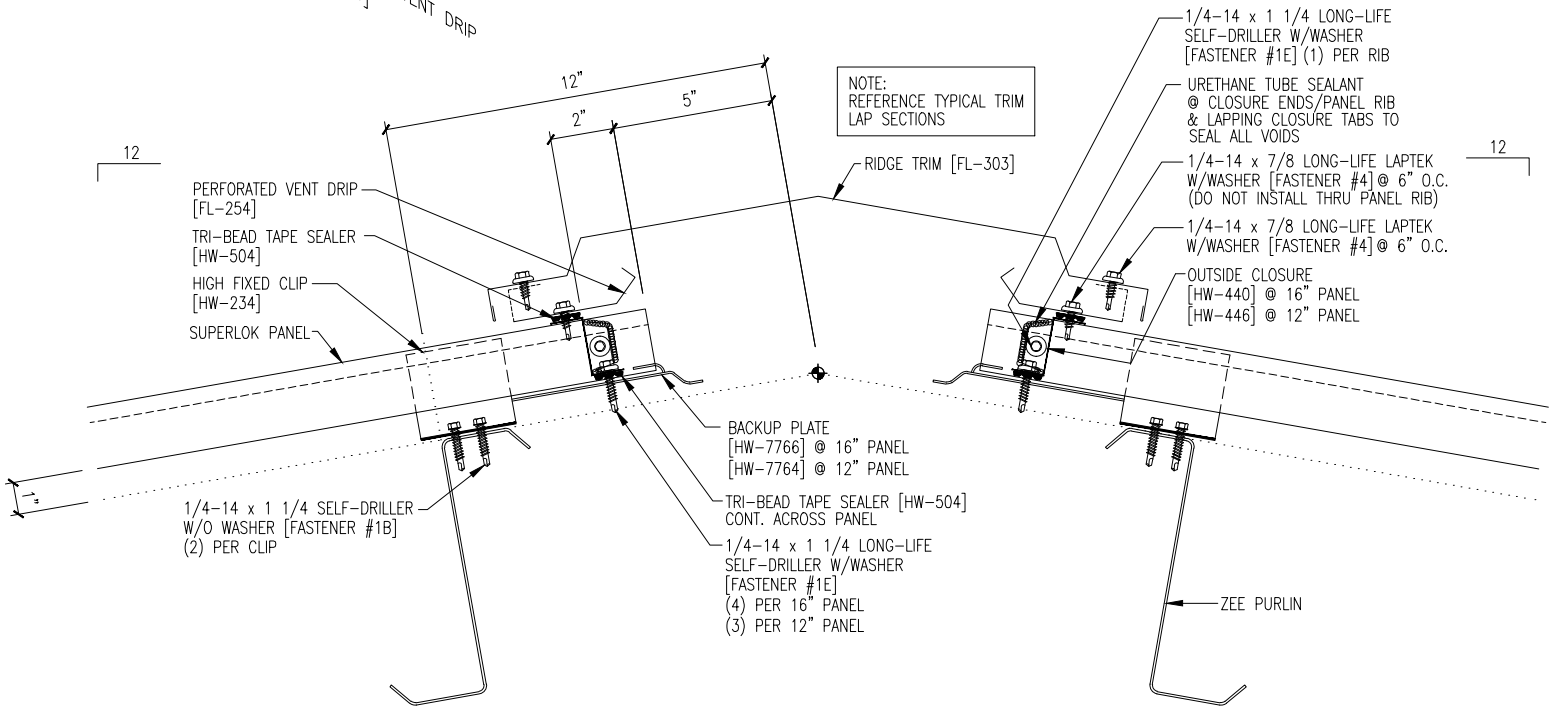 VENT DRIP
12"
5"
2"
12
NOTE:
REFERENCE TYPICAL TRIM
LAP SECTIONS
RIDGE TRIM [FL-303]
PERFORATED VENT DRIP
[FL-254]
TRI-BEAD TAPE SEALER
[HW-504]
HIGH FIXED CLIP
[HW-234]
SUPERLOK PANEL
1/4-14 x 1 1/4 LONG-LIFE
SELF-DRILLER W/WASHER
[FASTENER #1E] (1) PER RIB
URETHANE TUBE SEALANT
@ CLOSURE ENDS/PANEL RIB
& LAPPING CLOSURE TABS TO
SEAL ALL VOIDS
1/4-14 x 7/8 LONG-LIFE LAPTEK
W/WASHER [FASTENER #4] @ 6" O.C.
(DO NOT INSTALL THRU PANEL RIB)
12
1/4-14 x 7/8 LONG-LIFE LAPTEK
W/WASHER [FASTENER #4] @ 6" O.C.
OUTSIDE CLOSURE
[HW-440] @ 16" PANEL
[HW-446] @ 12" PANEL
BACKUP PLATE
[HW-7766] @ 16" PANEL
[HW-7764] @ 12" PANEL
TRI-BEAD TAPE SEALER [HW-504]
CONT. ACROSS PANEL
1"
1/4-14 x 1 1/4 SELF-DRILLER
W/O WASHER [FASTENER #1B]
(2) PER CLIP
1/4-14 x 1 1/4 LONG-LIFE
SELF-DRILLER W/WASHER
[FASTENER #1E]
(4) PER 16" PANEL
(3) PER 12" PANEL
ZEE PURLIN